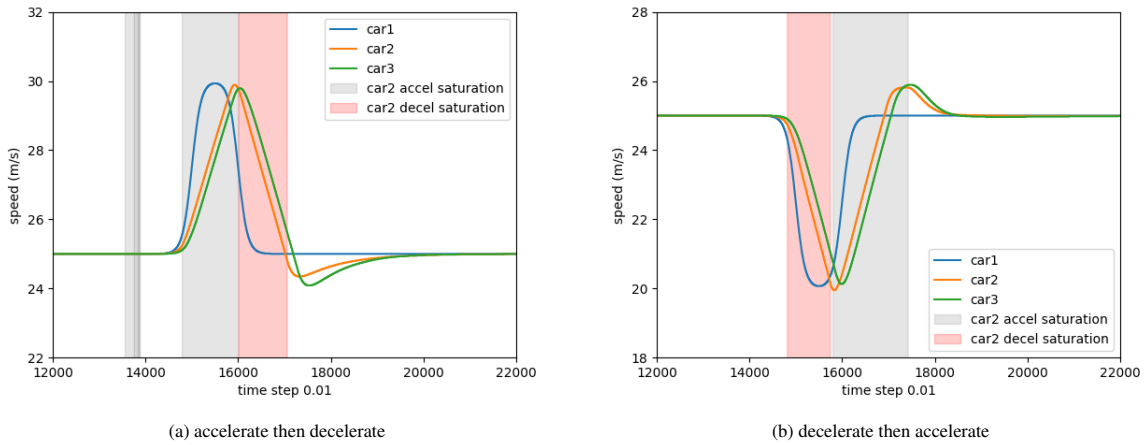 32
30
28
26
24
22
speed (m/s)
12000 14000 16000 18000 20000 22000
time step 0.01
car1
car2
car3
car2 accel saturation
car2 decel saturation
(a) accelerate then decelerate
28
26
24
22
20
18
speed (m/s)
12000 14000 16000 18000 20000 22000
time step 0.01
car1
car2
car3
car2 accel saturation
car2 decel saturation
(b) decelerate then accelerate